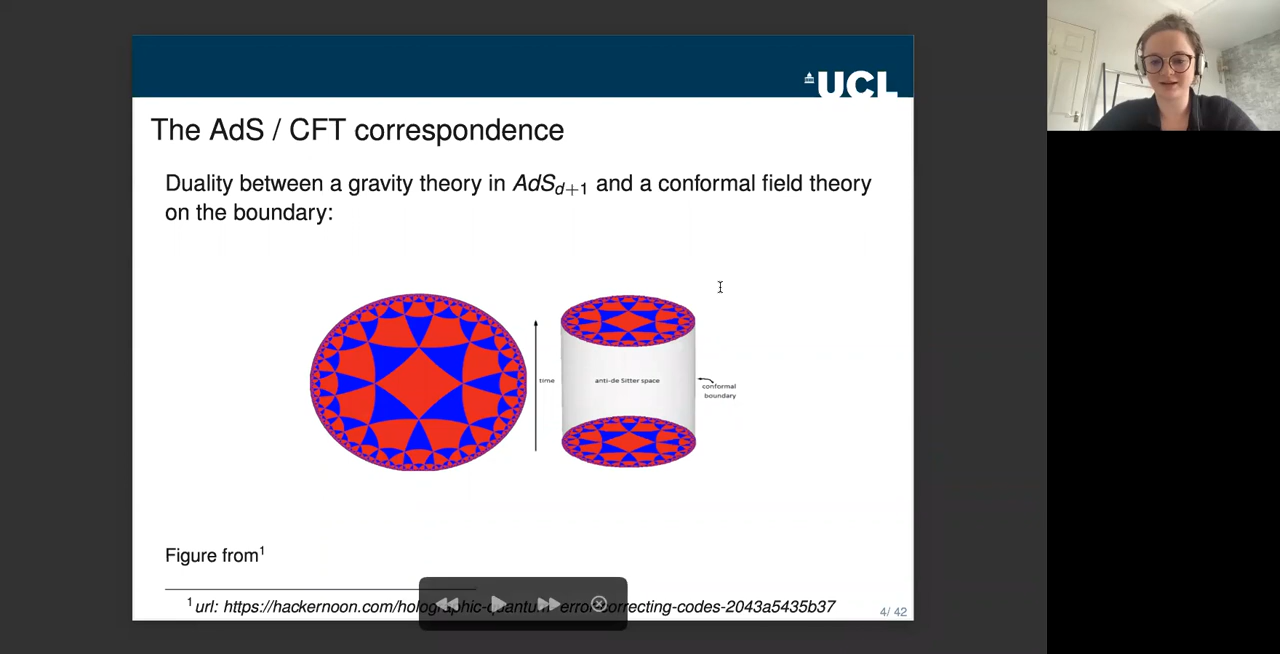 UCL
The AdS / CFT correspondence
Duality between a gravity theory in AdS_{d+1} and a conformal field theory
on the boundary:
time
anti-de Sitter space
conformal
boundary
Figure from¹
¹url: https://hackernoon.com/holographic-quantum-error-correcting-codes-2043a5435b37
4/ 42